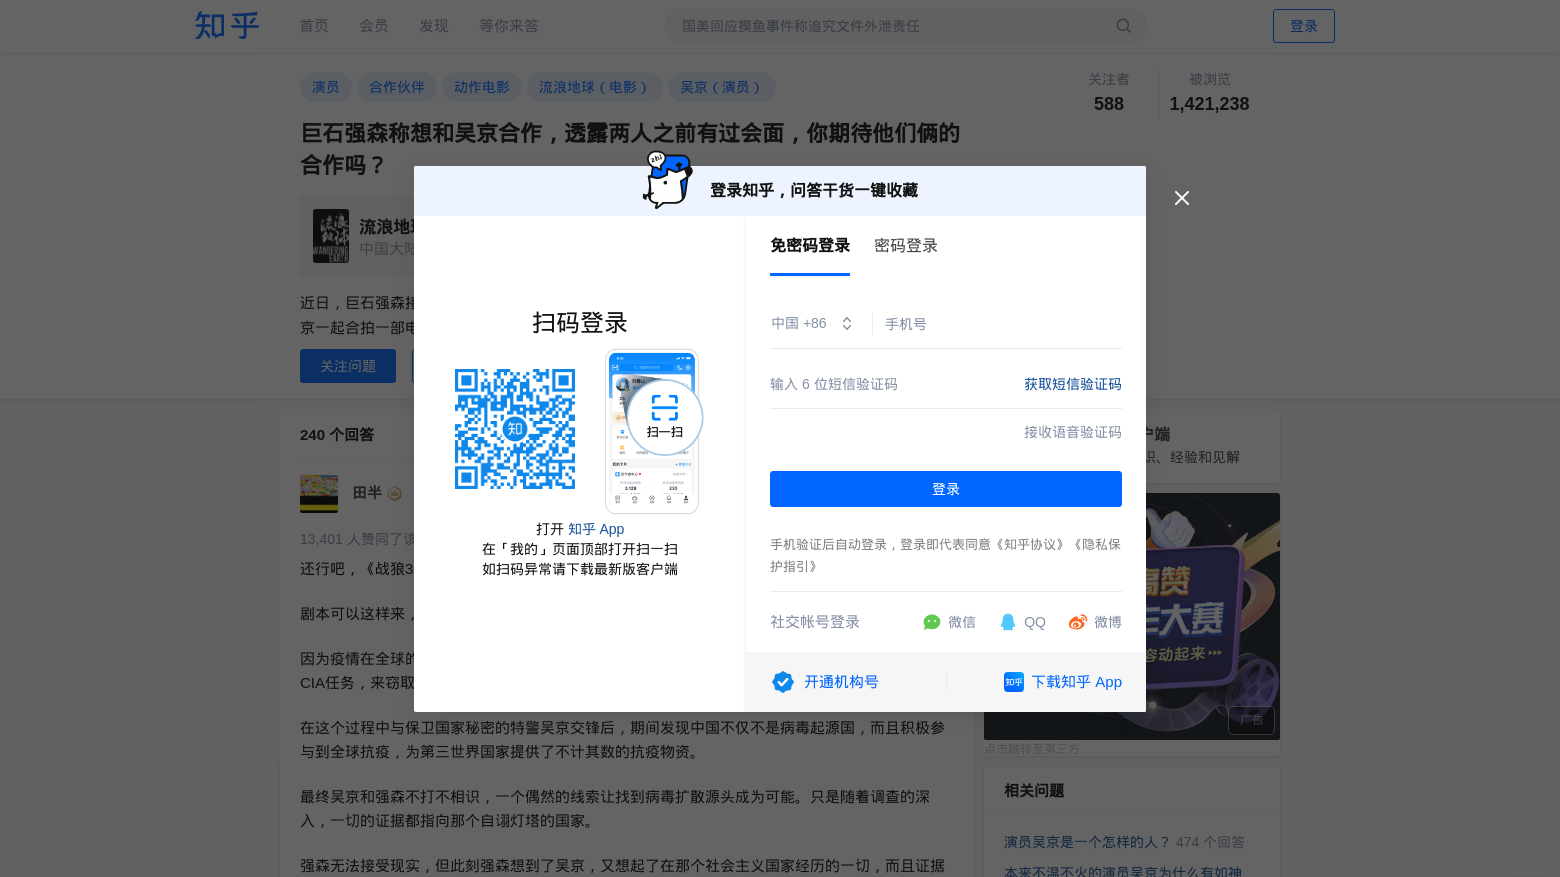 知乎
首页
会员
发现
等你来答
国美回应摸鱼事件称追究文件外泄责任
登录
演员
合作伙伴
动作电影
流浪地球（电影）
吴京（演员）
关注者
588
被浏览
1,421,238
巨石强森称想和吴京合作，透露两人之前有过会面，你期待他们俩的
合作吗？
流浪地球
中国大陆
近日，巨石强森接
京一起合拍一部电
关注问题
240 个回答
田半
13,401 人赞同了该
还行吧，《战狼3
剧本可以这样来，
因为疫情在全球的
CIA任务，来窃取
在这个过程中与保卫国家秘密的特警吴京交锋后，期间发现中国不仅不是病毒起源国，而且积极参
与到全球抗疫，为第三世界国家提供了不计其数的抗疫物资。
最终吴京和强森不打不相识，一个偶然的线索让找到病毒扩散源头成为可能。只是随着调查的深
入，一切的证据都指向那个自诩灯塔的国家。
强森无法接受现实，但此刻强森想到了吴京，又想起了在那个社会主义国家经历的一切，而且证据
zhi
登录知乎，问答干货一键收藏
扫码登录
知
扫一扫
打开 知乎 App
在「我的」页面顶部打开扫一扫
如扫码异常请下载最新版客户端
免密码登录
密码登录
中国 +86
手机号
输入 6 位短信验证码
获取短信验证码
接收语音验证码
登录
手机验证后自动登录，登录即代表同意《知乎协议》《隐私保
护指引》
社交帐号登录
微信
QQ
微博
开通机构号
知乎
下载知乎 App
户端
识、经验和见解
高赞
大赛
容动起来
广告
点击跳转至第三方
相关问题
演员吴京是一个怎样的人？ 474 个回答
本来不温不火的演员吴京为什么有如神